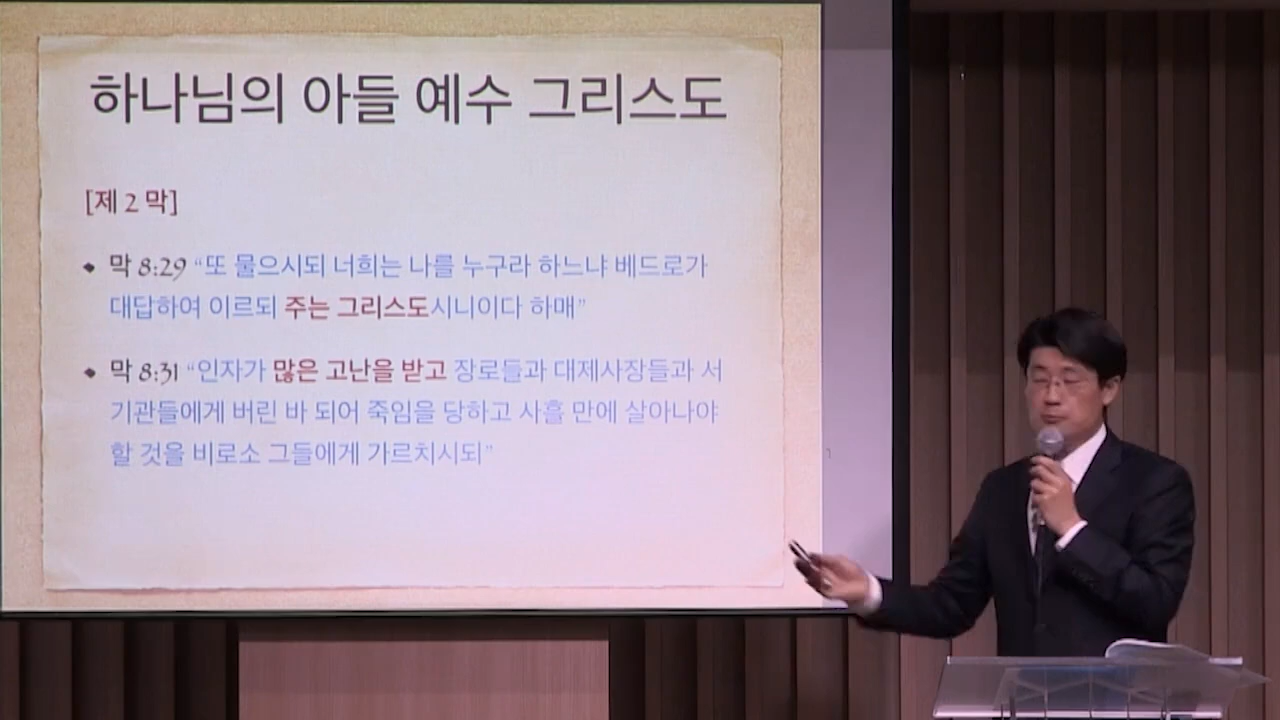 하나님의 아들 예수 그리스도
[제 2 막]
◆ 막 8:29 “또 물으시되 너희는 나를 누구라 하느냐 베드로가
대답하여 이르되 주는 그리스도시니이다 하매”
◆ 막 8:31 “인자가 많은 고난을 받고 장로들과 대제사장들과 서
기관들에게 버린 바 되어 죽임을 당하고 사흘 만에 살아나야
할 것을 비로소 그들에게 가르치시되”